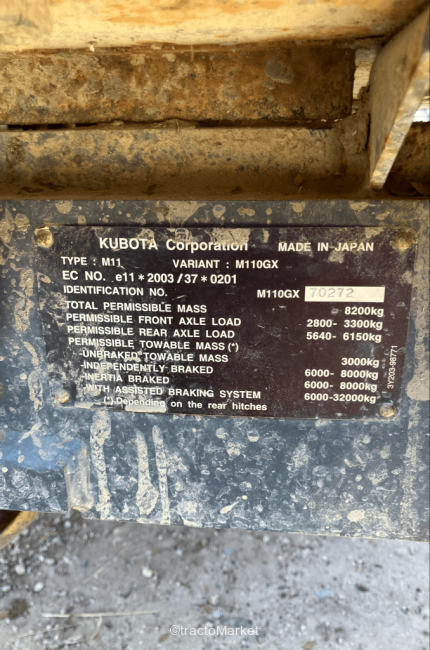 KUBOTA Corporation MADE IN JAPAN
TYPE : M11 VARIANT : M110GX
EC NO. e11*2003/37*0201
IDENTIFICATION NO. M110GX 70272
TOTAL PERMISSIBLE MASS 8200kg
PERMISSIBLE FRONT AXLE LOAD 2800- 3300kg
PERMISSIBLE REAR AXLE LOAD 5640- 6150kg
PERMISSIBLE TOWABLE MASS(*)
-UNBRAKED TOWABLE MASS 3000kg
-INDEPENDENTLY BRAKED 6000- 8000kg
-INERTIA BRAKED 6000- 8000kg
-WITH ASSISTED BRAKING SYSTEM 6000-32000kg
(*)Depending on the rear hitches
3Y203-98771
©tractoMarket